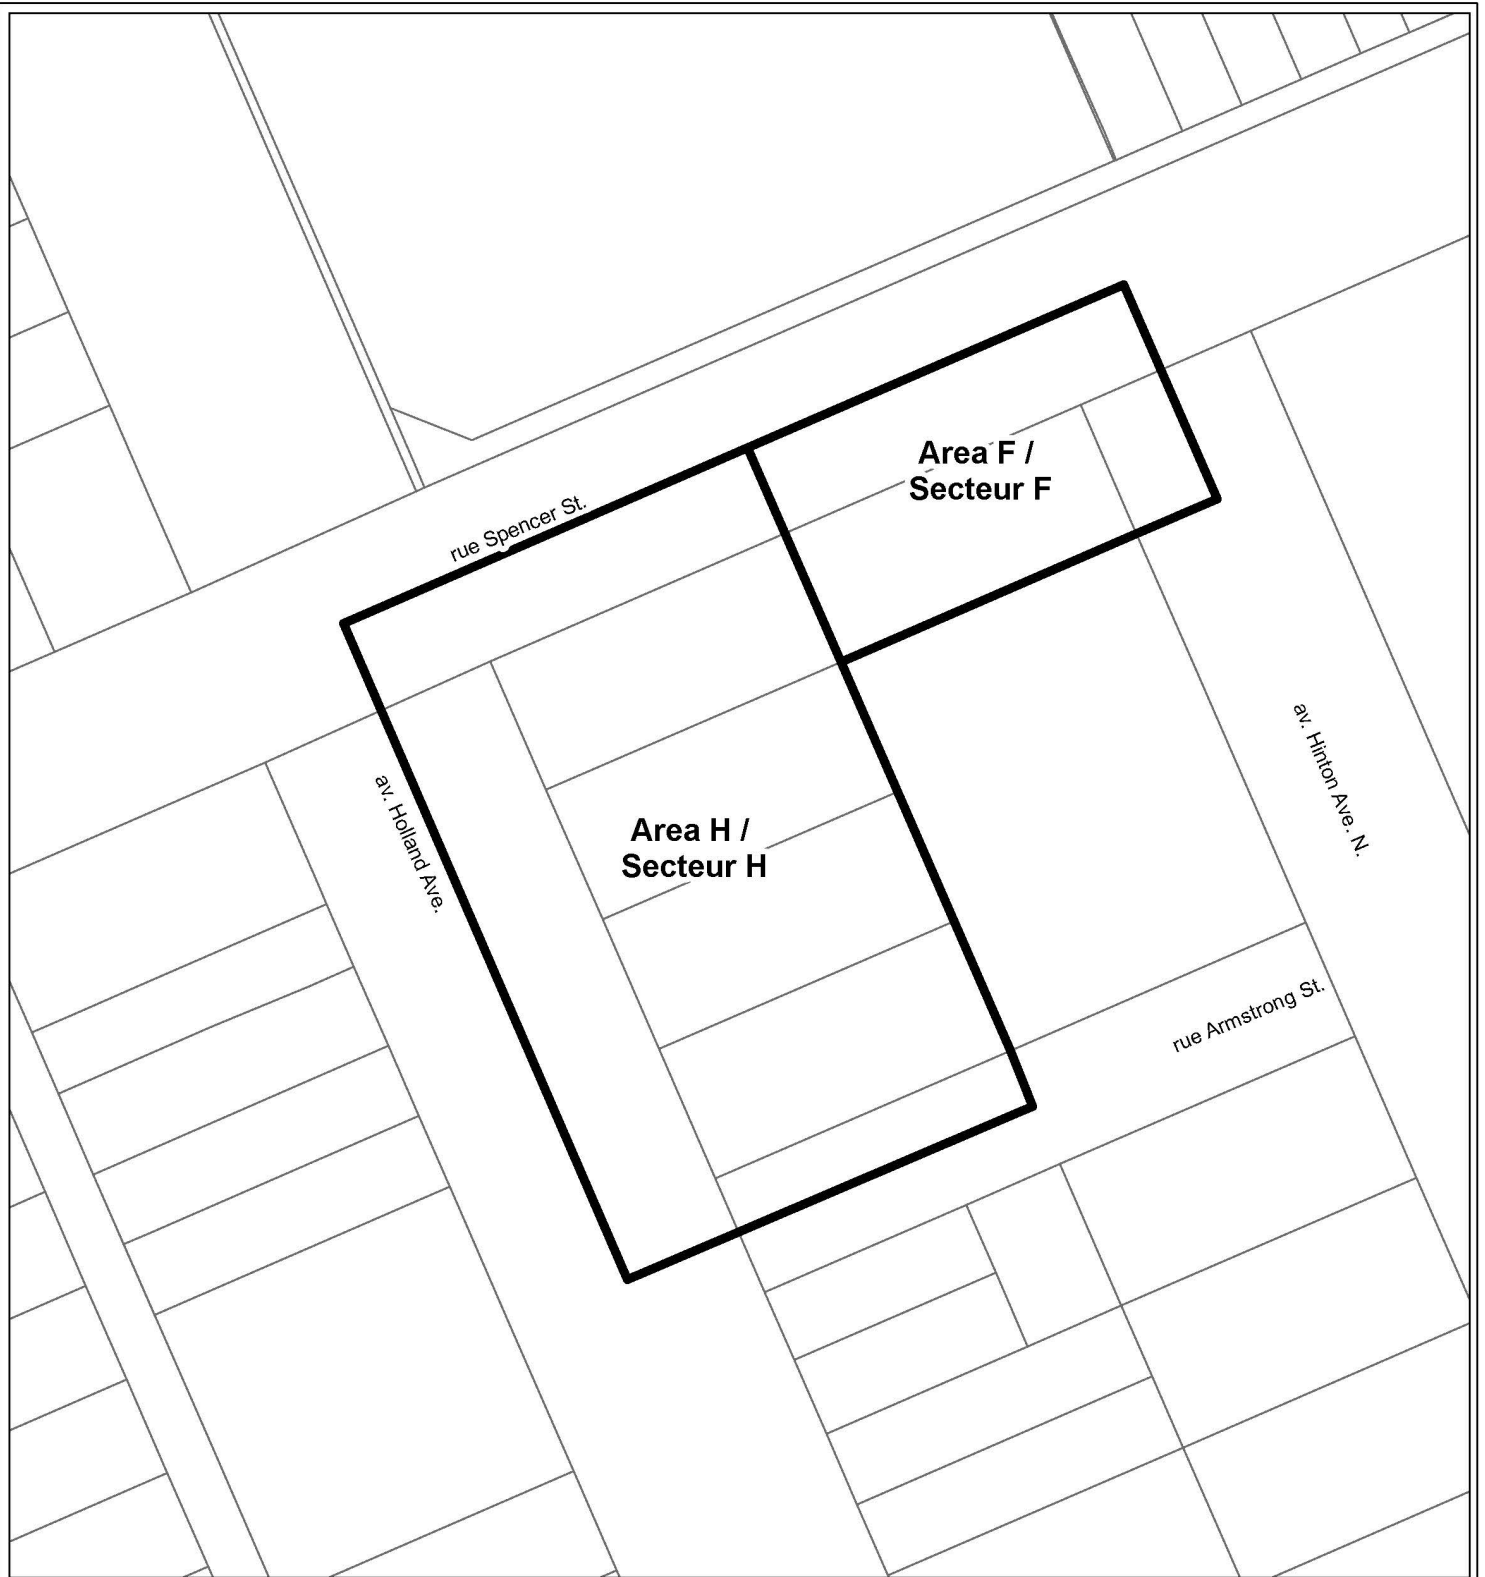 Area F /
Secteur F
rue Spencer St.
av. Hinton Ave. N.
av. Holland Ave.
Area H /
Secteur H
rue Armstrong St.